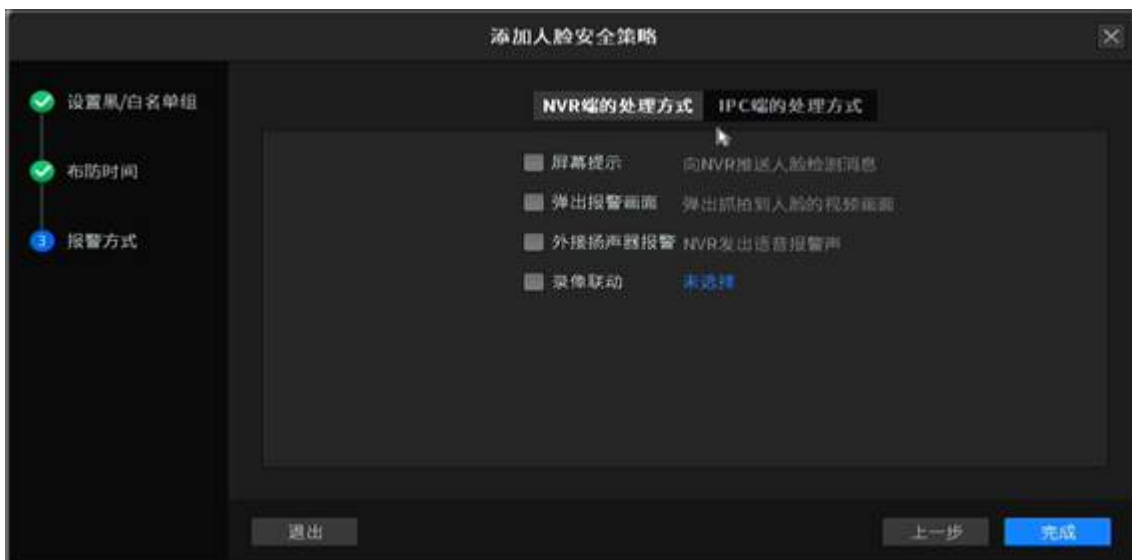 添加人脸安全策略
设置黑/白名单组
布防时间
3 报警方式
NVR端的处理方式 IPC端的处理方式
屏幕提示 向NVR推送人脸检测消息
弹出报警画面 弹出抓拍到人脸的视频画面
外接扬声器报警 NVR发出语音报警声
录像联动 未选择
退出 上一步 完成